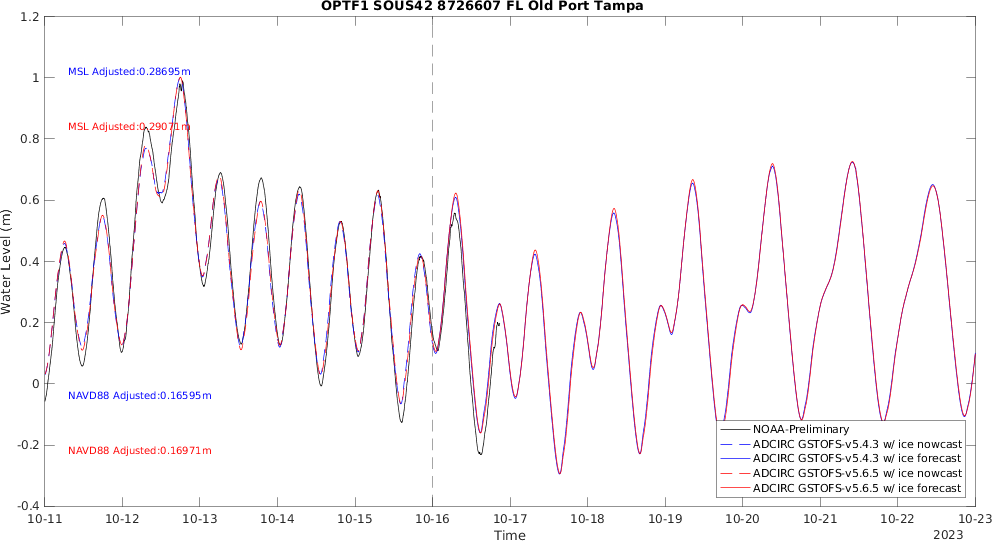 OPTF1 SOUS42 8726607 FL Old Port Tampa
1.2
1
0.8
0.6
0.4
0.2
0
-0.2
-0.4
Water Level (m)
MSL Adjusted:0.28695m
MSL Adjusted:0.29071m
NAVD88 Adjusted:0.16595m
NAVD88 Adjusted:0.16971m
NOAA-Preliminary
ADCIRC GSTOFS-v5.4.3 w/ ice nowcast
ADCIRC GSTOFS-v5.4.3 w/ ice forecast
ADCIRC GSTOFS-v5.6.5 w/ ice nowcast
ADCIRC GSTOFS-v5.6.5 w/ ice forecast
10-11 10-12 10-13 10-14 10-15 10-16 10-17 10-18 10-19 10-20 10-21 10-22 10-23
Time
2023